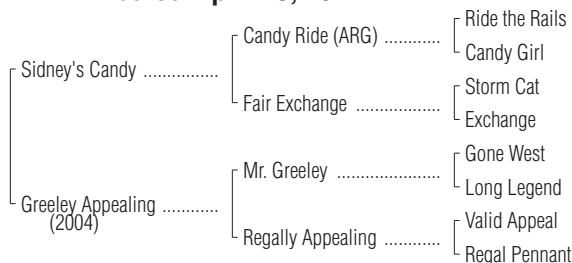 Ride the Rails
Candy Ride (ARG) ............
Candy Girl
Sidney's Candy ................
Storm Cat
Fair Exchange ..................
Exchange
Gone West
Mr. Greeley ......................
Long Legend
Greeley Appealing ............
(2004)
Valid Appeal
Regally Appealing .............
Regal Pennant